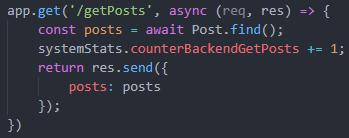 app.get('/getPosts', async (req, res) => {
    const posts = await Post.find();
    systemStats.counterBackendGetPosts += 1;
    return res.send({
        posts: posts
    });
})